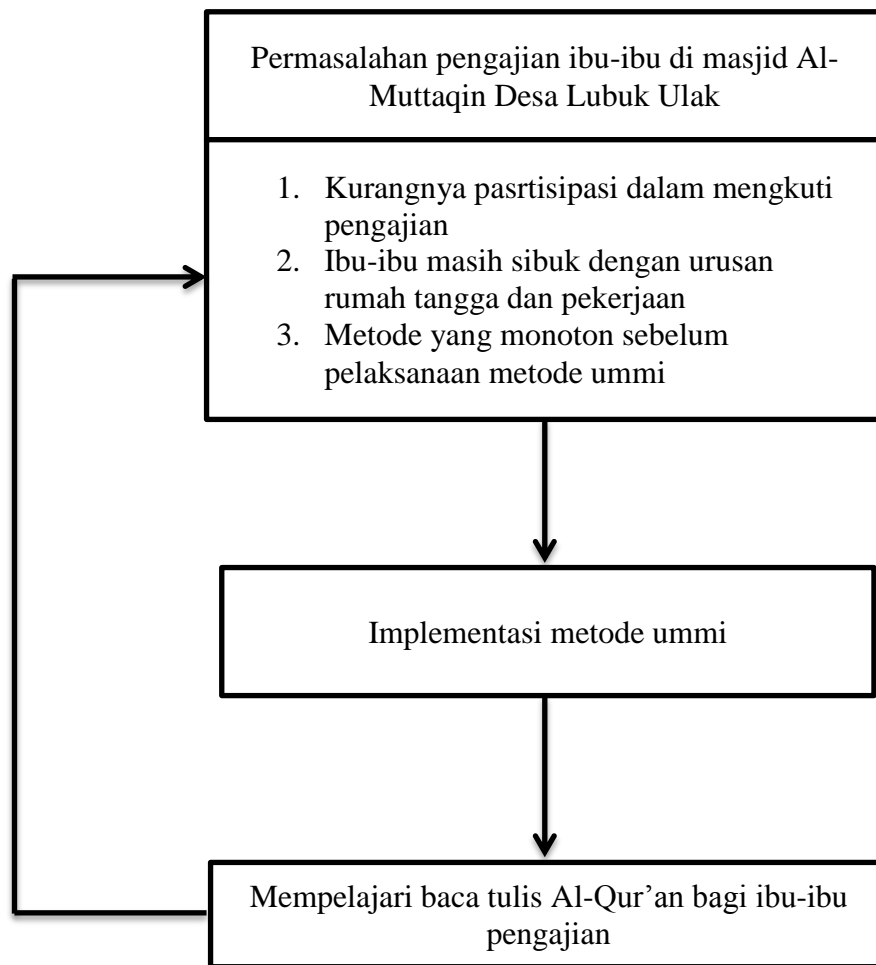 Permasalahan pengajian ibu-ibu di masjid Al-
Muttaqin Desa Lubuk Ulak
1. Kurangnya pasrtisipasi dalam mengkuti
pengajian
2. Ibu-ibu masih sibuk dengan urusan
rumah tangga dan pekerjaan
3. Metode yang monoton sebelum
pelaksanaan metode ummi
Implementasi metode ummi
Mempelajari baca tulis Al-Qur’an bagi ibu-ibu
pengajian